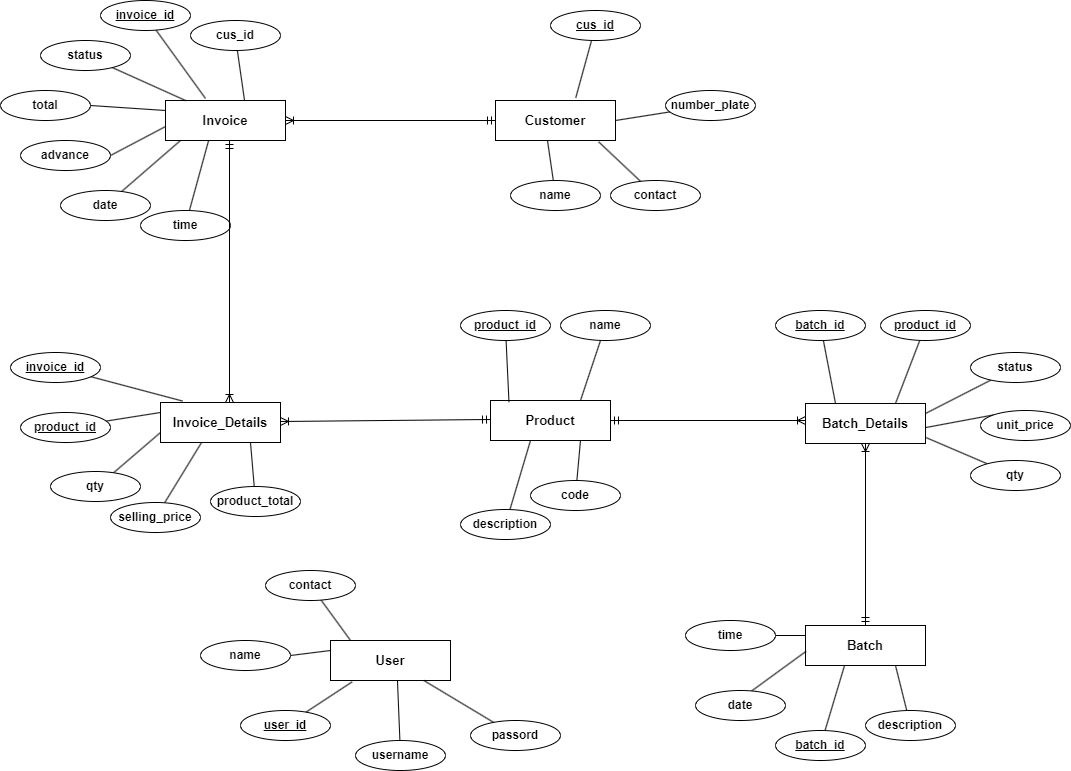 invoice_id
cus_id
cus_id
status
total
number_plate
Invoice
Customer
advance
name
contact
date
time
product_id
name
batch_id
product_id
invoice_id
status
product_id
Invoice_Details
Product
Batch_Details
unit_price
qty
qty
code
product_total
selling_price
description
contact
time
Batch
name
User
date
user_id
description
passord
batch_id
username